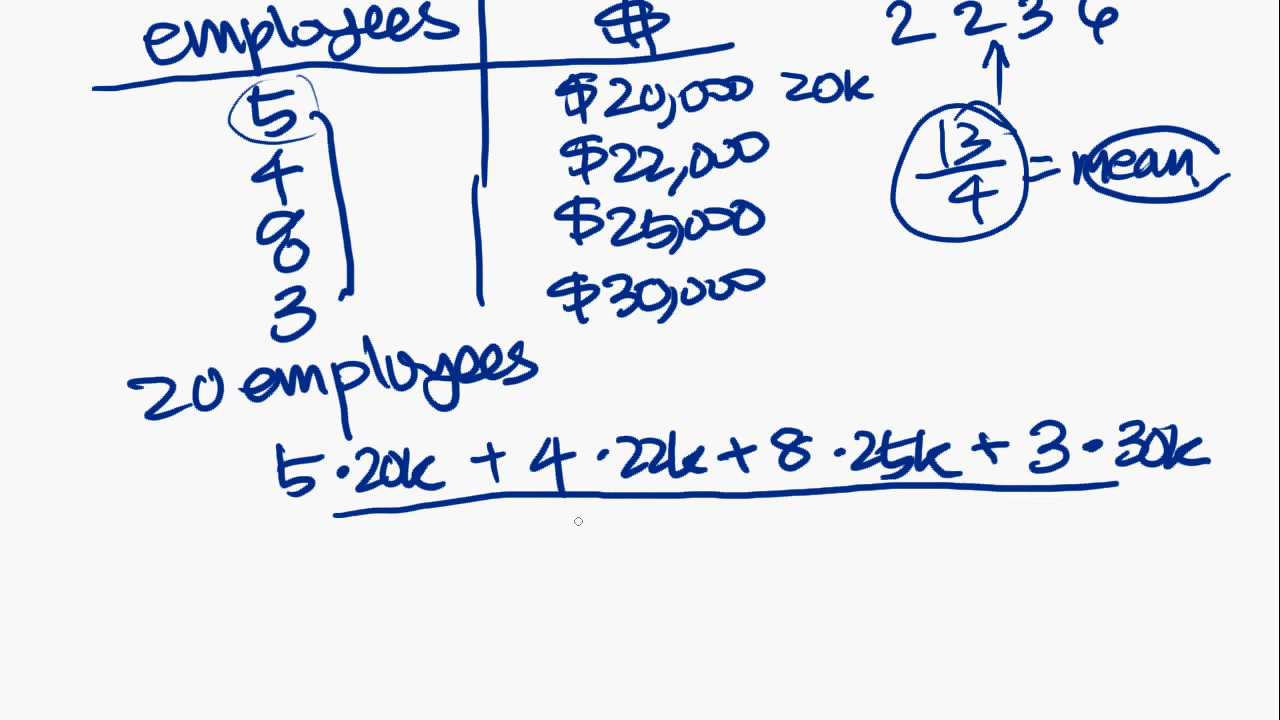 employees $ 2 2 3 6
5 $20,000 20k
4 $22,000
8 $25,000
3 $30,000
13/4 = mean
20 employees
5·20k + 4·22k + 8·25k + 3·30k